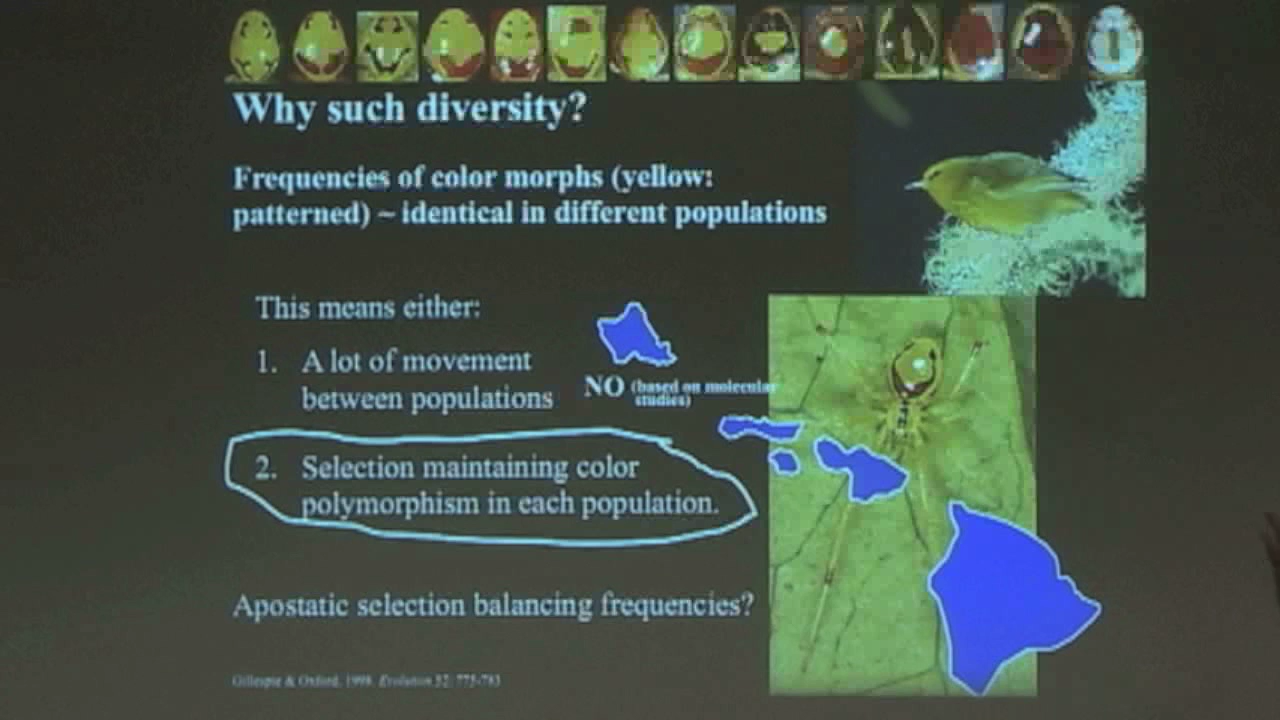 Why such diversity?
Frequencies of color morphs (yellow:
patterned) ~ identical in different populations
This means either:
1. A lot of movement
between populations
NO (based on molecular
studies)
2. Selection maintaining color
polymorphism in each population.
Apostatic selection balancing frequencies?
Gillespie & Oxford, 1998. Evolution 52: 775-783